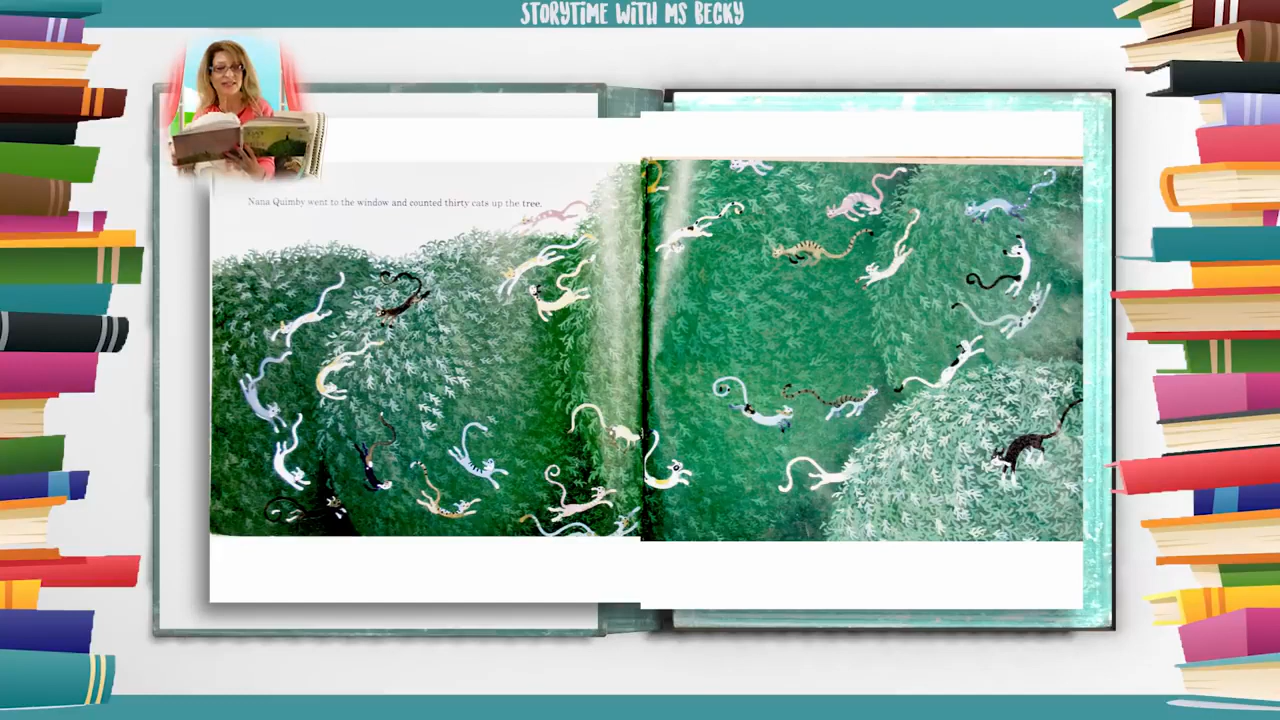 STORYTIME WITH MS BECKY
Nana Quimby went to the window and counted thirty cats up the tree.